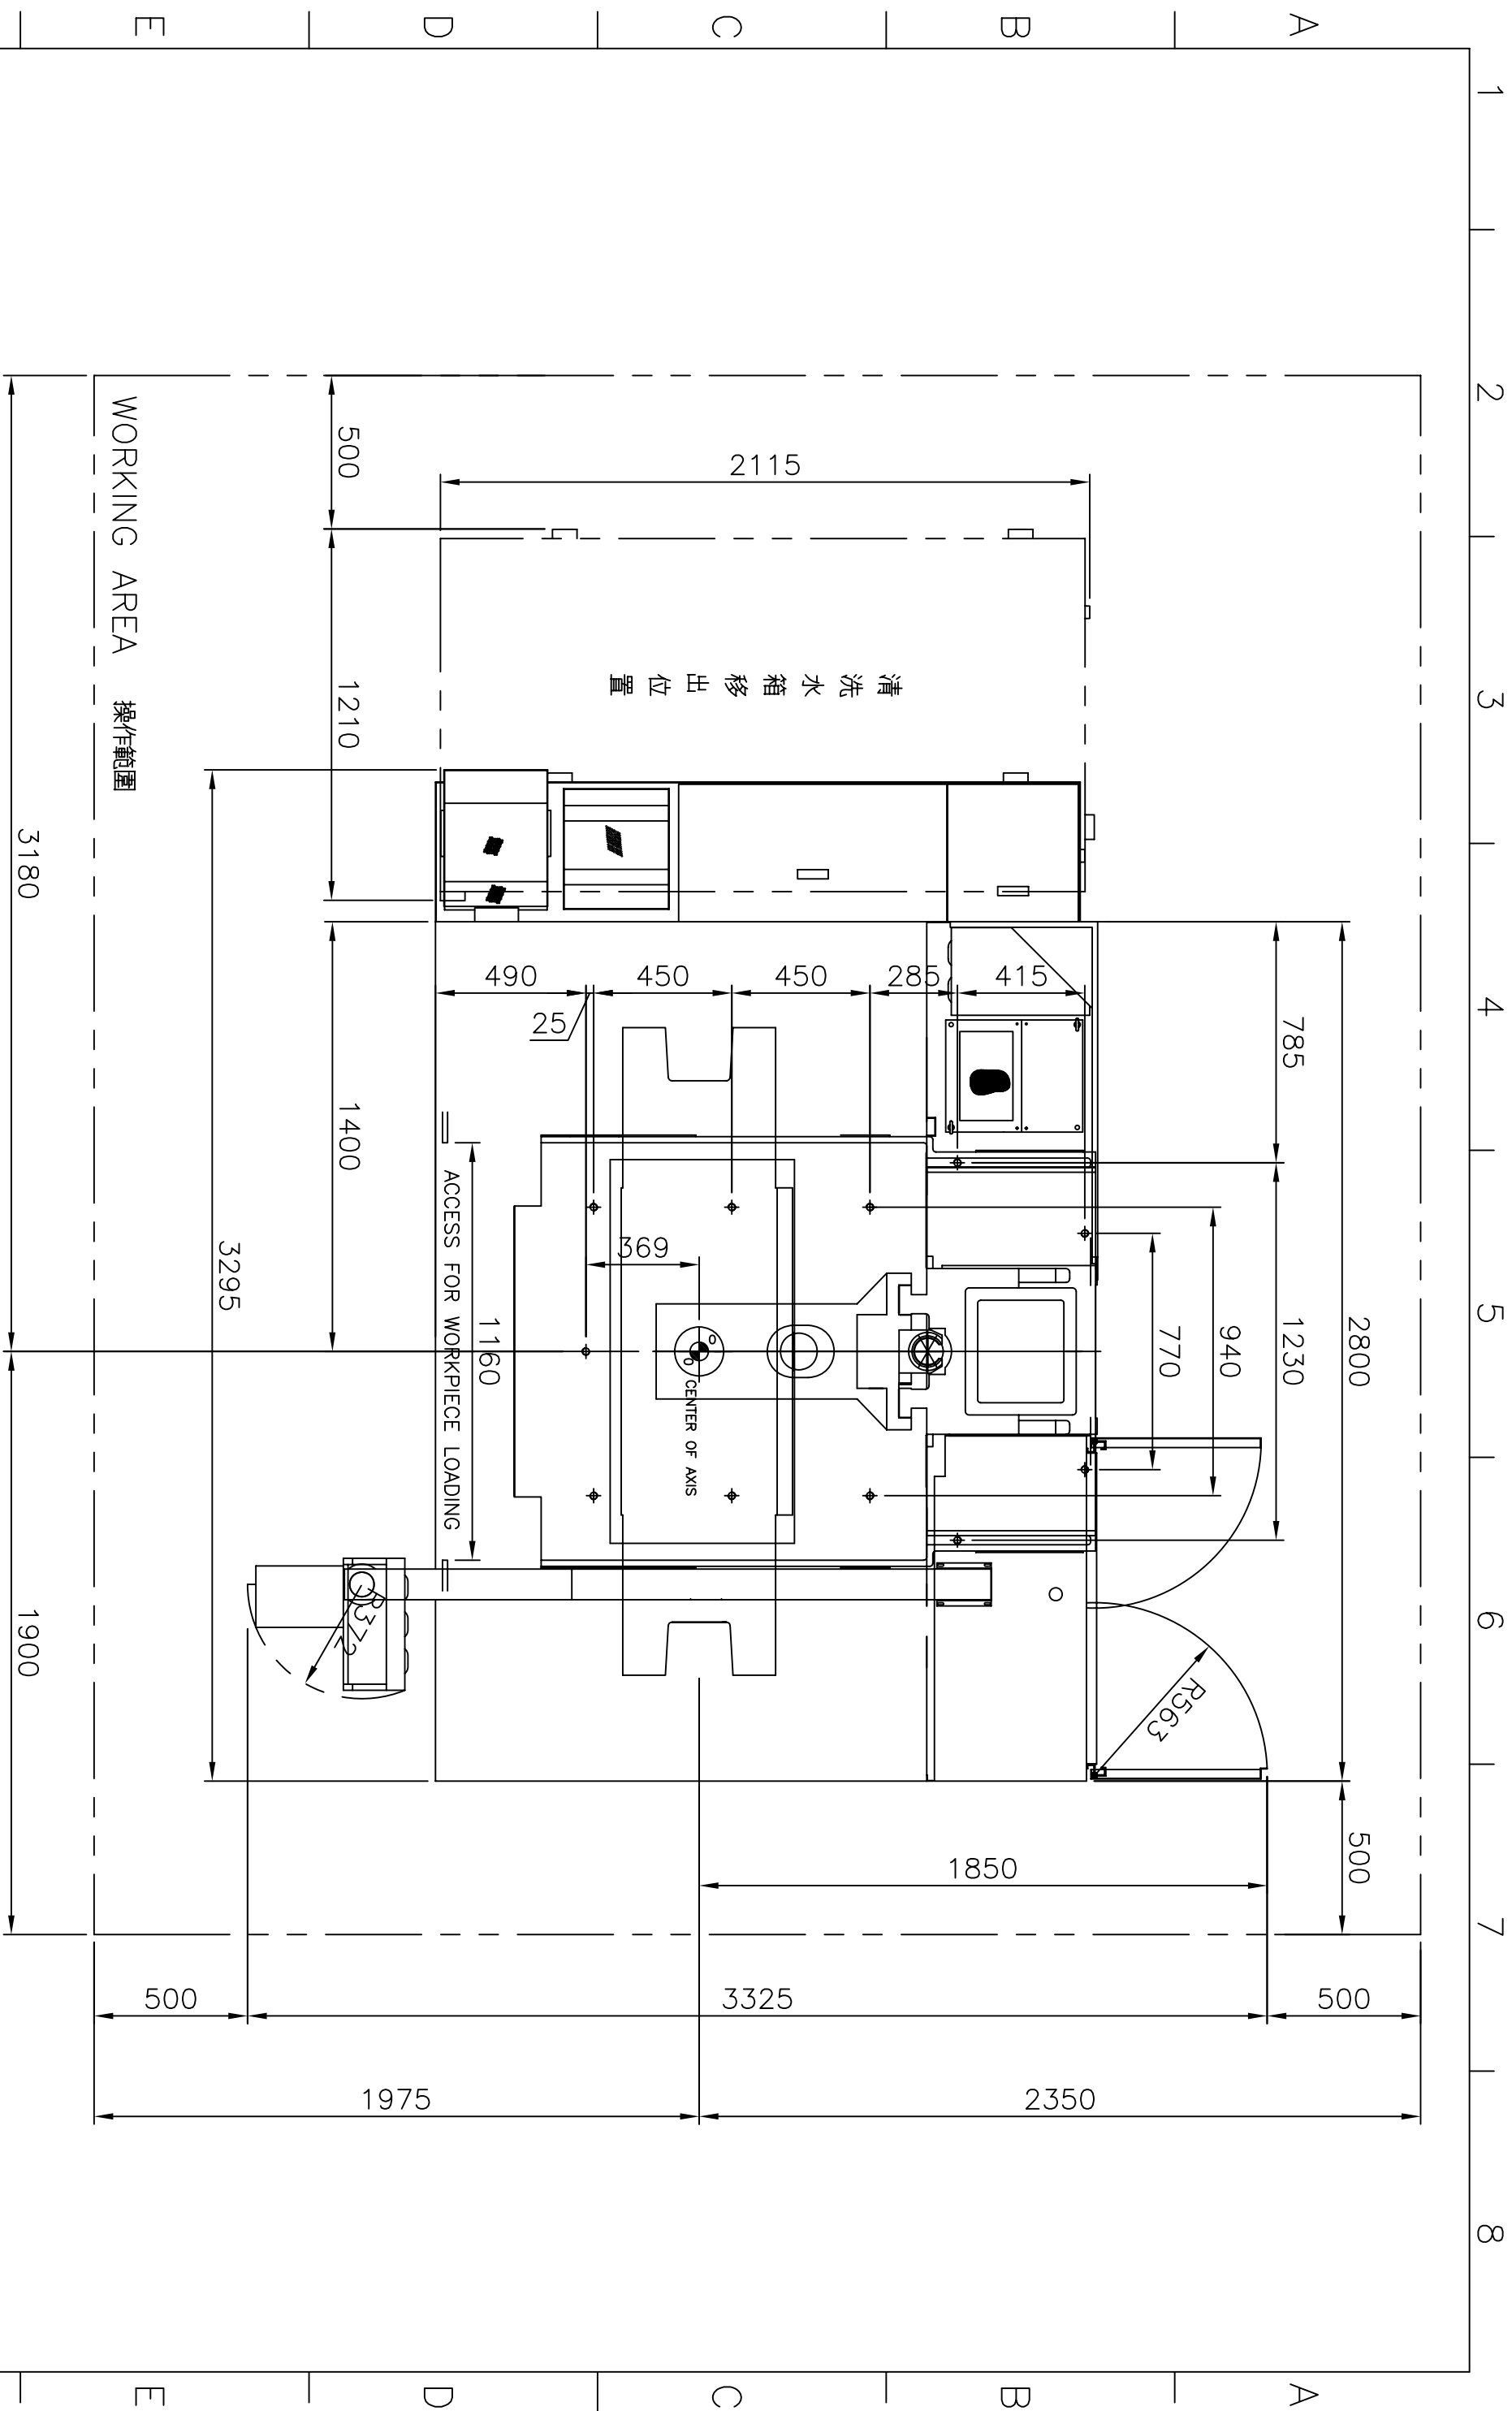 1
2
3
4
5
6
7
8
A
A
2800
500
785
1230
940
770
R563
500
B
B
415
285
450
450
490
25
2115
清洗水箱移出位置
1850
2350
C
C
3325
369
CENTER OF AXIS
1160
ACCESS FOR WORKPIECE LOADING
D
D
500
1210
1400
R372
1975
3295
500
WORKING AREA 操作範圍
E
E
3180
1900